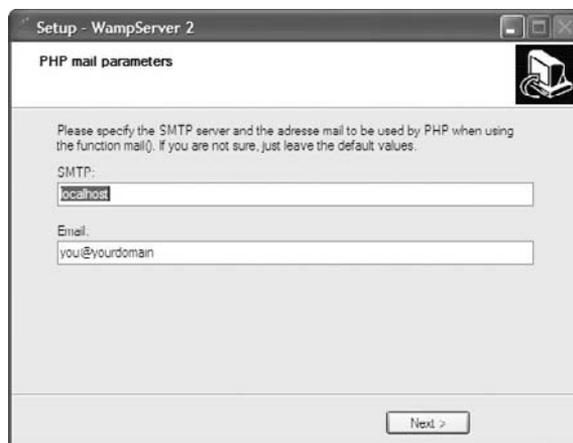 Setup - WampServer 2
PHP mail parameters
Please specify the SMTP server and the adresse mail to be used by PHP when using
the function mail(). If you are not sure, just leave the default values.
SMTP:
localhost
Email:
you@yourdomain
Next >